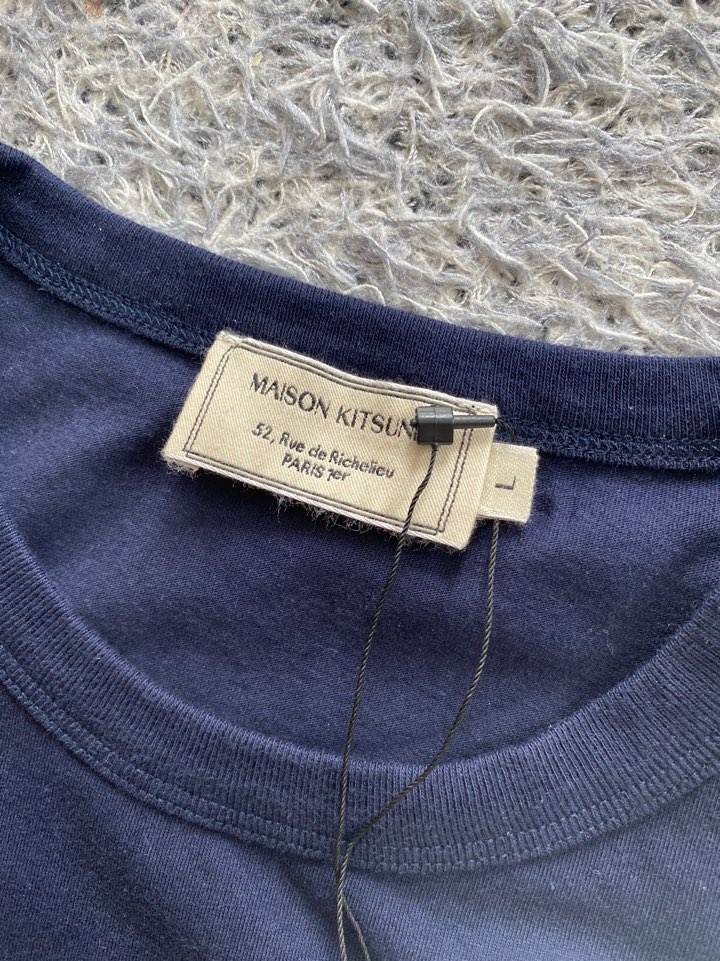 MAISON KITSUN
52, Rue de Richelieu
PARIS 1er
L